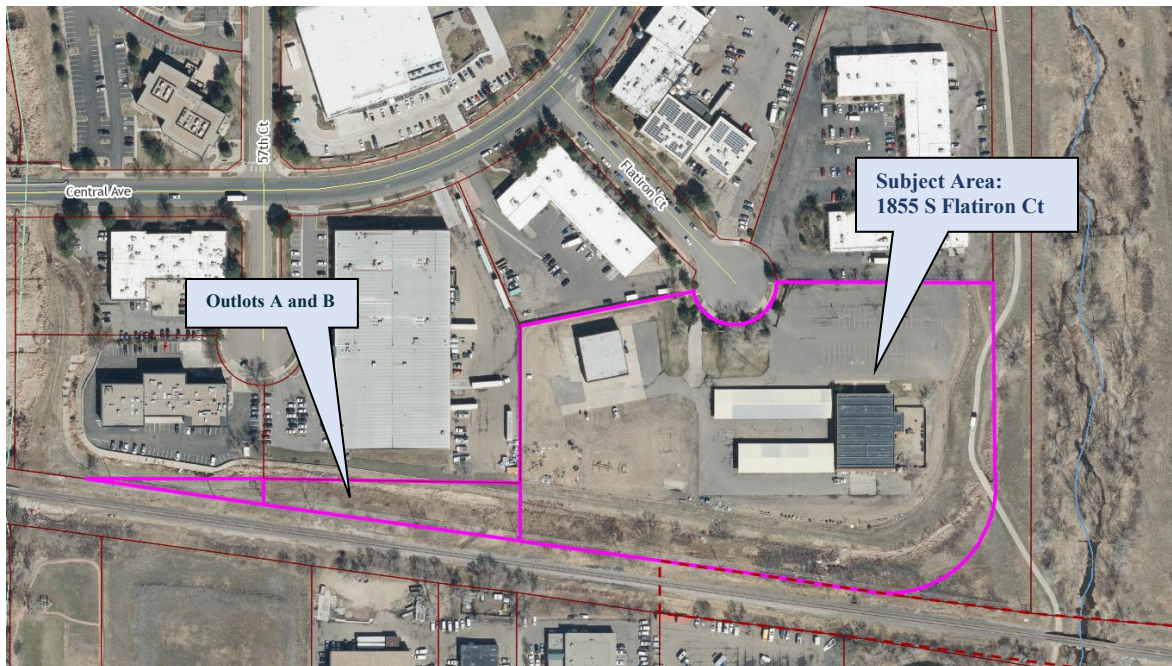 57th Ct
Central Ave
Flatiron Ct
Subject Area:
1855 S Flatiron Ct
Outlots A and B